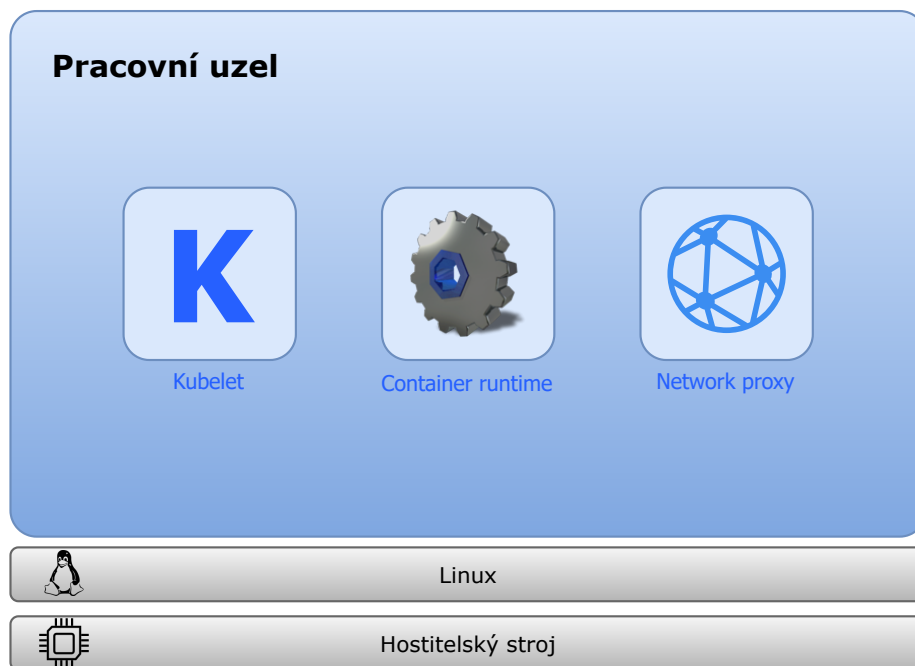 Pracovní uzel
K
Kubelet
Container runtime
Network proxy
Linux
Hostitelský stroj